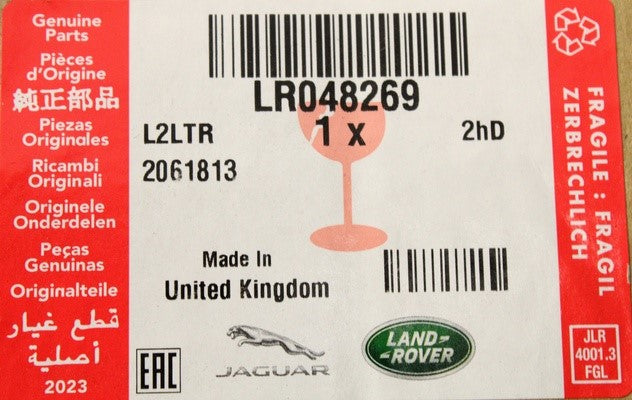 Genuine
Parts
Pièces
d'Origine
純正部品
Piezas
Originales
Ricambi
Originali
Originele
Onderdelen
Peças
Genuinas
Originalteile
قطع غيار
أصلية
2023
LR048269
1 x
L2LTR
2hD
2061813
Made In
United Kingdom
EAC
JAGUAR
LAND-
ROVER
FRAGILE : FRAGIL
ZERBRECHLICH
JLR
4001.3
FGL